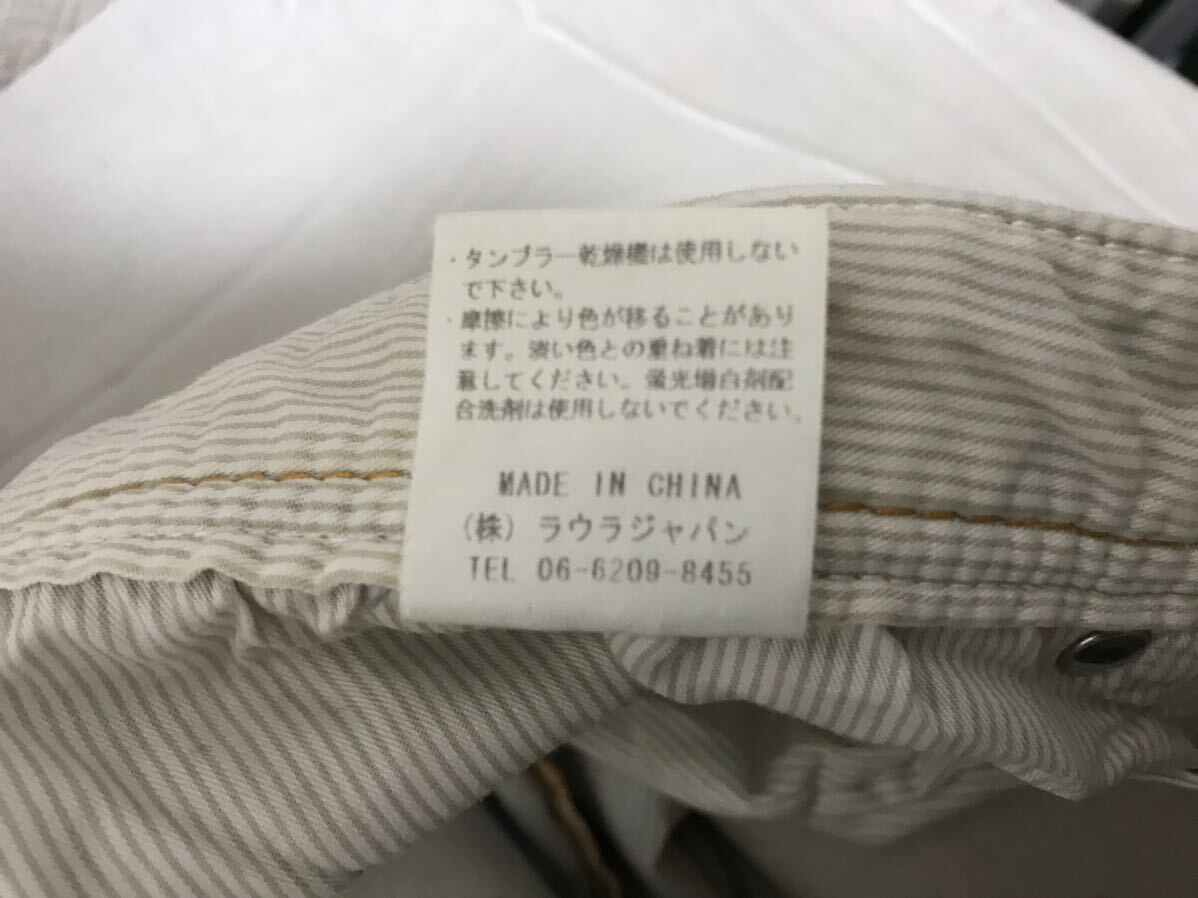 ・タンブラー乾燥機は使用しない
で下さい。
・摩擦により色が移ることがあり
ます。淡い色との重ね着には注
意してください。蛍光増白剤配
合洗剤は使用しないでください。
MADE IN CHINA
(株) ラウラジャパン
TEL 06-6209-8455